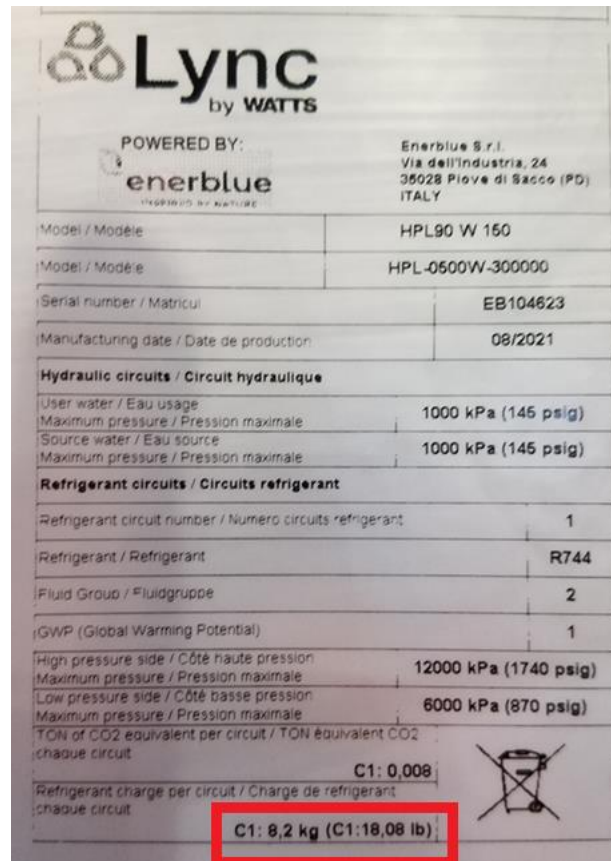 Lync
by WATTS
POWERED BY:
enerblue
INSPIRED BY NATURE
Enerblue S.r.l.
Via dell'Industria, 24
35028 Piove di Sacco (PD)
ITALY
Model / Modèle HPL90 W 150
Model / Modèle HPL-0500W-300000
Serial number / Matricul EB104623
Manufacturing date / Date de production 08/2021
Hydraulic circuits / Circuit hydraulique
User water / Eau usage
Maximum pressure / Pression maximale 1000 kPa (145 psig)
Source water / Eau source
Maximum pressure / Pression maximale 1000 kPa (145 psig)
Refrigerant circuits / Circuits refrigerant
Refrigerant circuit number / Numero circuits refrigerant 1
Refrigerant / Refrigerant R744
Fluid Group / Fluidgruppe 2
GWP (Global Warming Potential) 1
High pressure side / Côté haute pression
Maximum pressure / Pression maximale 12000 kPa (1740 psig)
Low pressure side / Côté basse pression
Maximum pressure / Pression maximale 6000 kPa (870 psig)
TON of CO2 equivalent per circuit / TON équivalent CO2
chaque circuit
C1: 0,008
Refrigerant charge per circuit / Charge de refrigerant
chaque circuit
C1: 8,2 kg (C1:18,08 lb)